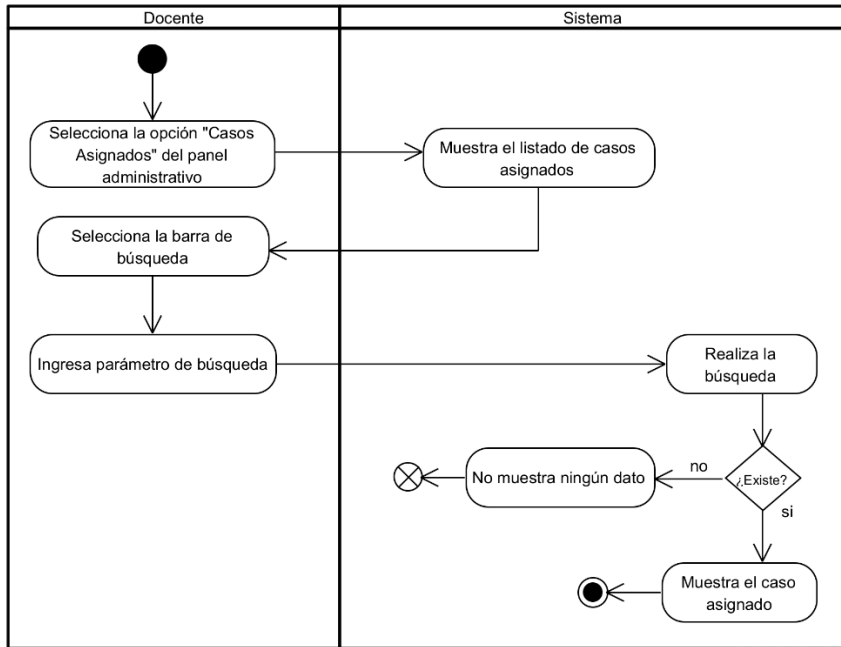 Docente
Sistema
Selecciona la opción "Casos
Asignados" del panel
administrativo
Muestra el listado de casos
asignados
Selecciona la barra de
búsqueda
Ingresa parámetro de búsqueda
Realiza la
búsqueda
¿Existe?
no
No muestra ningún dato
si
Muestra el caso
asignado